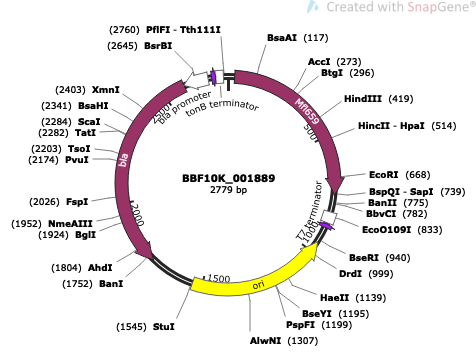 Created with SnapGene®
(2760) PflFI - Tth111I
(2645) BsrBI
BsaAI (117)
AccI (273)
BtgI (296)
HindIII (419)
HincII - HpaI (514)
EcoRI (668)
BspQI - SapI (739)
BanII (775)
BbvCI (782)
EcoO109I (833)
BseRI (940)
DrdI (999)
HaeII (1139)
BseYI (1195)
PspFI (1199)
AlwNI (1307)
(1545) StuI
(1752) BanI
(1804) AhdI
(1924) BglI
(1952) NmeAIII
(2026) FspI
(2174) PvuI
(2203) TsoI
(2282) TatI
(2284) ScaI
(2341) BsaHI
(2403) XmnI
bla promoter
tonB terminator
Mfl659
T7 terminator
ori
bla
500
1000
1500
2000
2500
BBF10K_001889
2779 bp